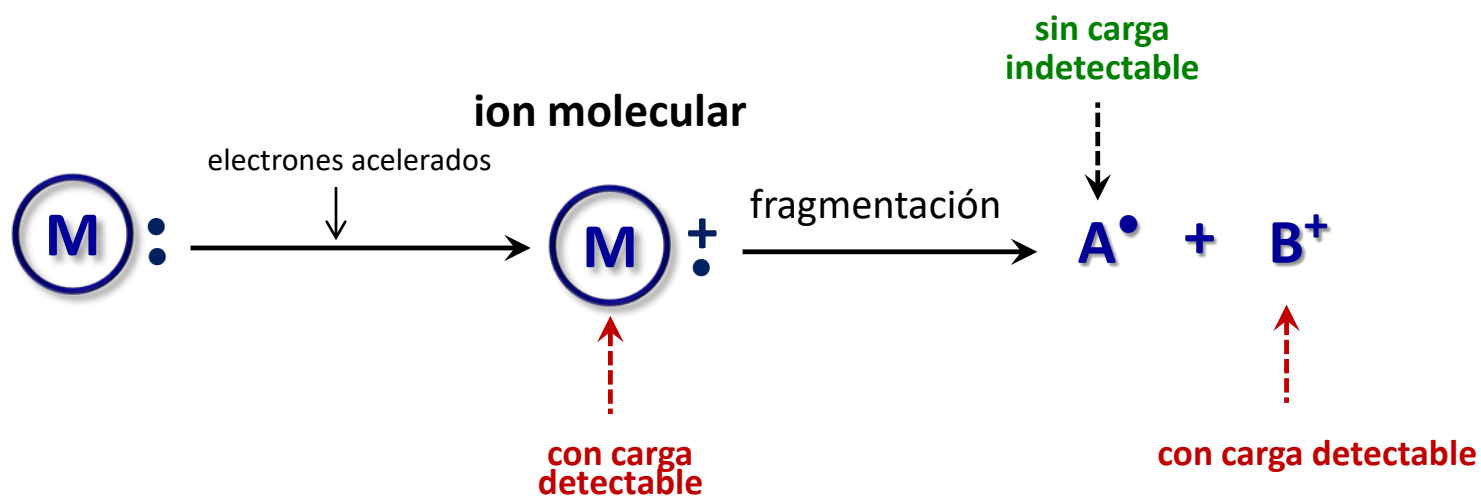 sin carga
indetectable
ion molecular
electrones acelerados
fragmentación
M :
M +•
A• + B+
con carga
detectable
con carga detectable